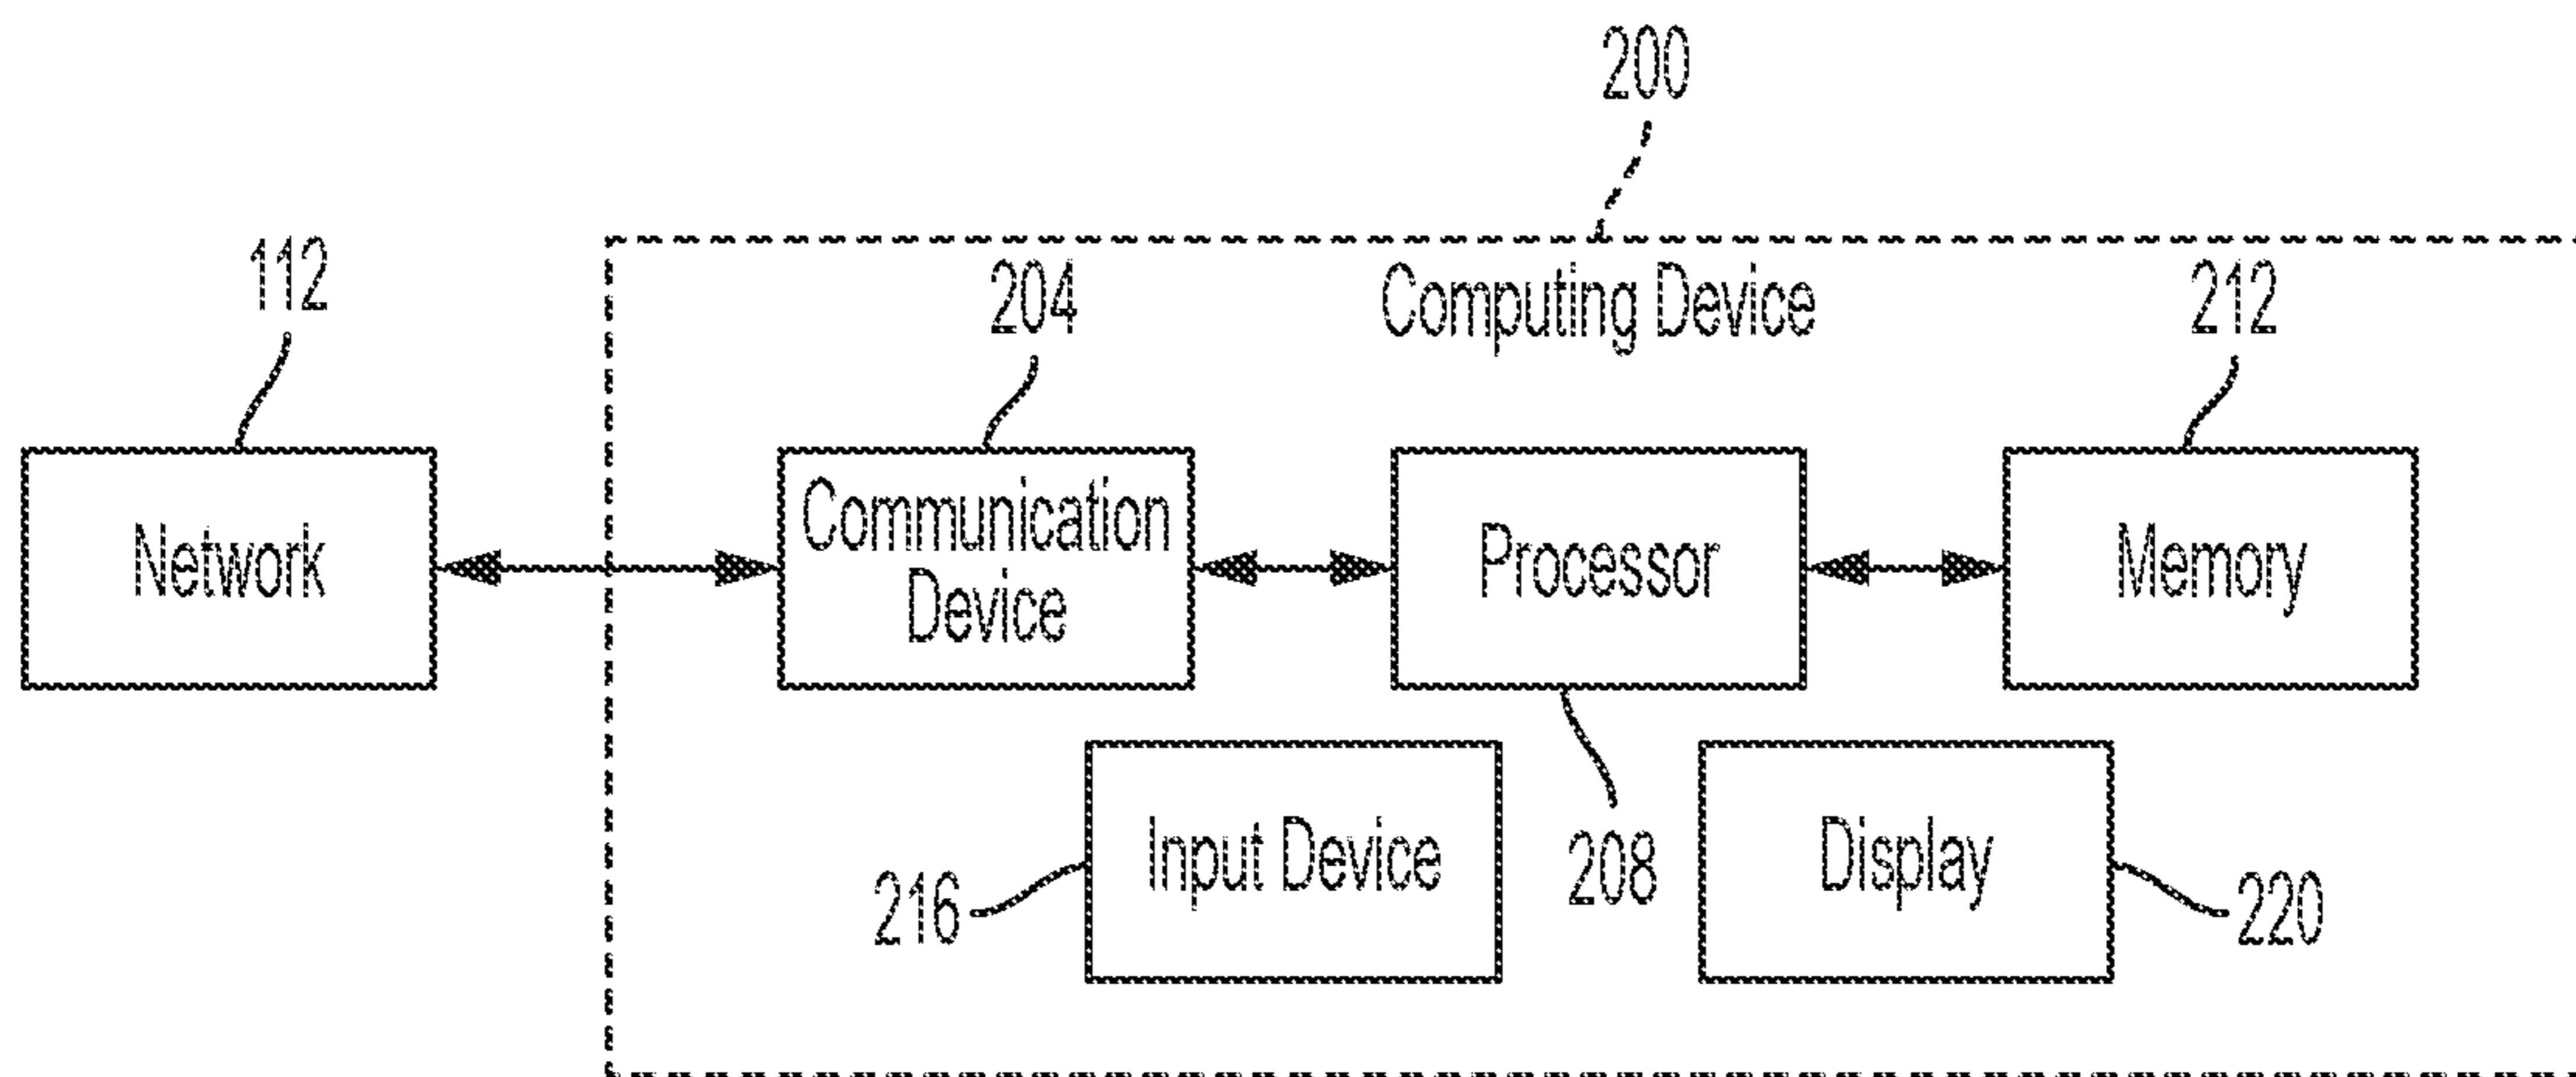 200
112
204
Computing Device
212
Network
Communication
Device
Processor
Memory
Input Device
Display
216
208
220